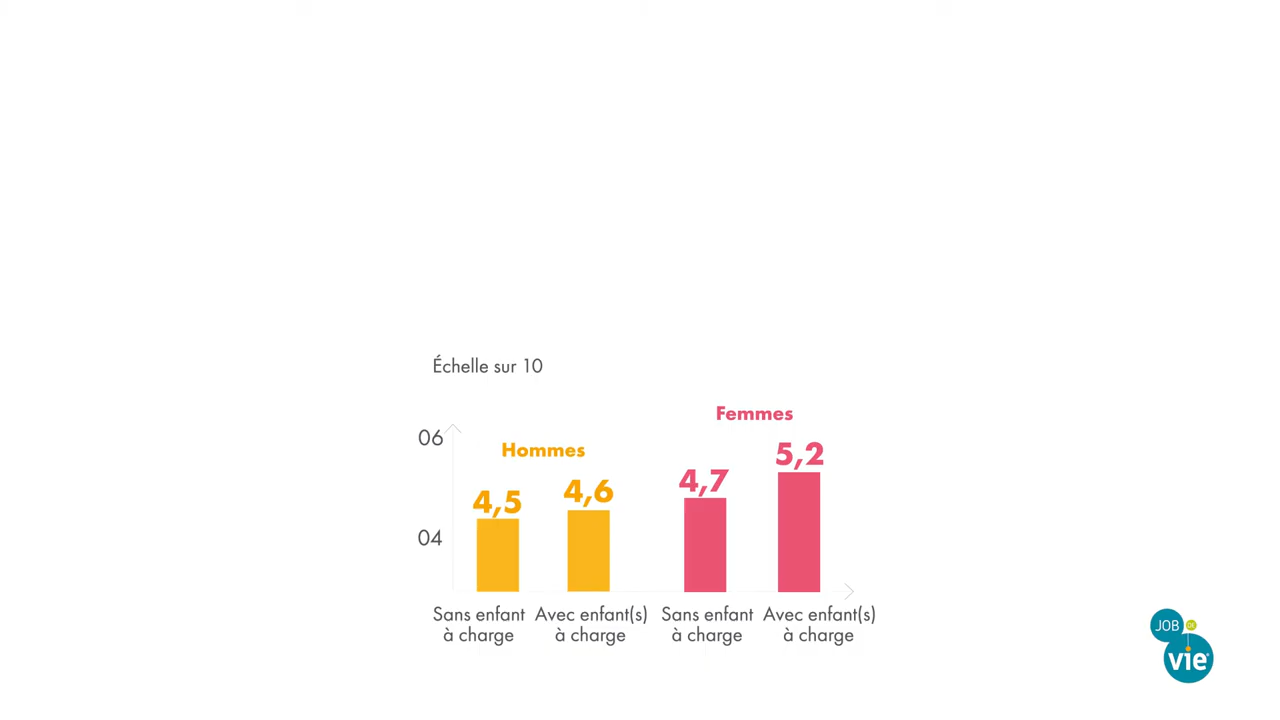 Échelle sur 10
Femmes
06
Hommes
5,2
4,7
4,6
4,5
04
Sans enfant à charge
Avec enfant(s) à charge
Sans enfant à charge
Avec enfant(s) à charge
JOB
DE
vie